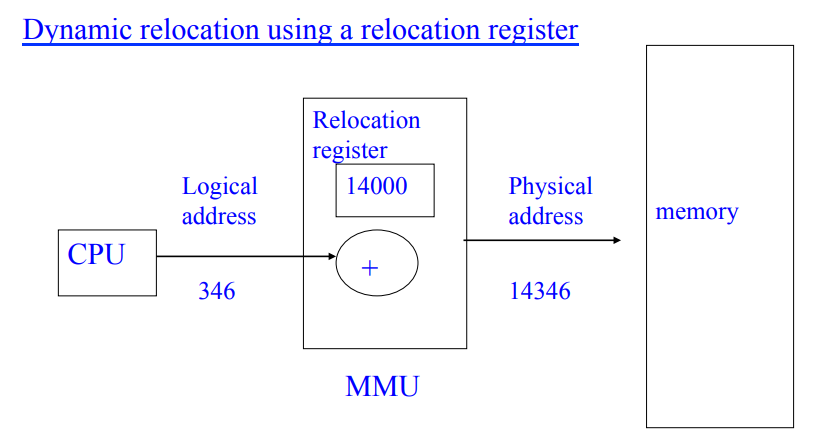 Dynamic relocation using a relocation register
Relocation
register
14000
Logical
address
Physical
address
memory
CPU
+
346
14346
MMU